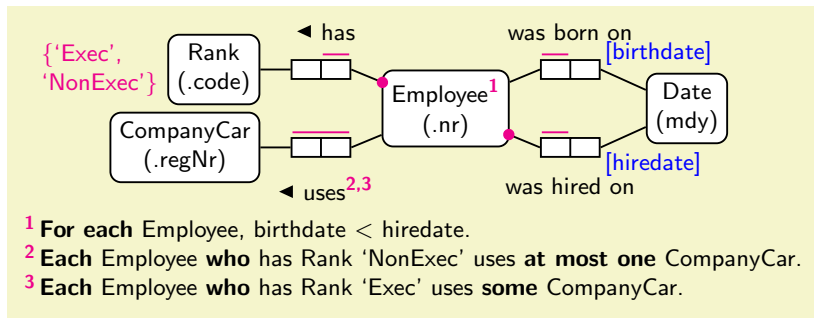 ◄ has
was born on
{'Exec',
'NonExec'}
Rank
(.code)
[birthdate]
Employee1
(.nr)
Date
(mdy)
CompanyCar
(.regNr)
[hiredate]
◄ uses2,3
was hired on
1 For each Employee, birthdate < hiredate.
2 Each Employee who has Rank 'NonExec' uses at most one CompanyCar.
3 Each Employee who has Rank 'Exec' uses some CompanyCar.